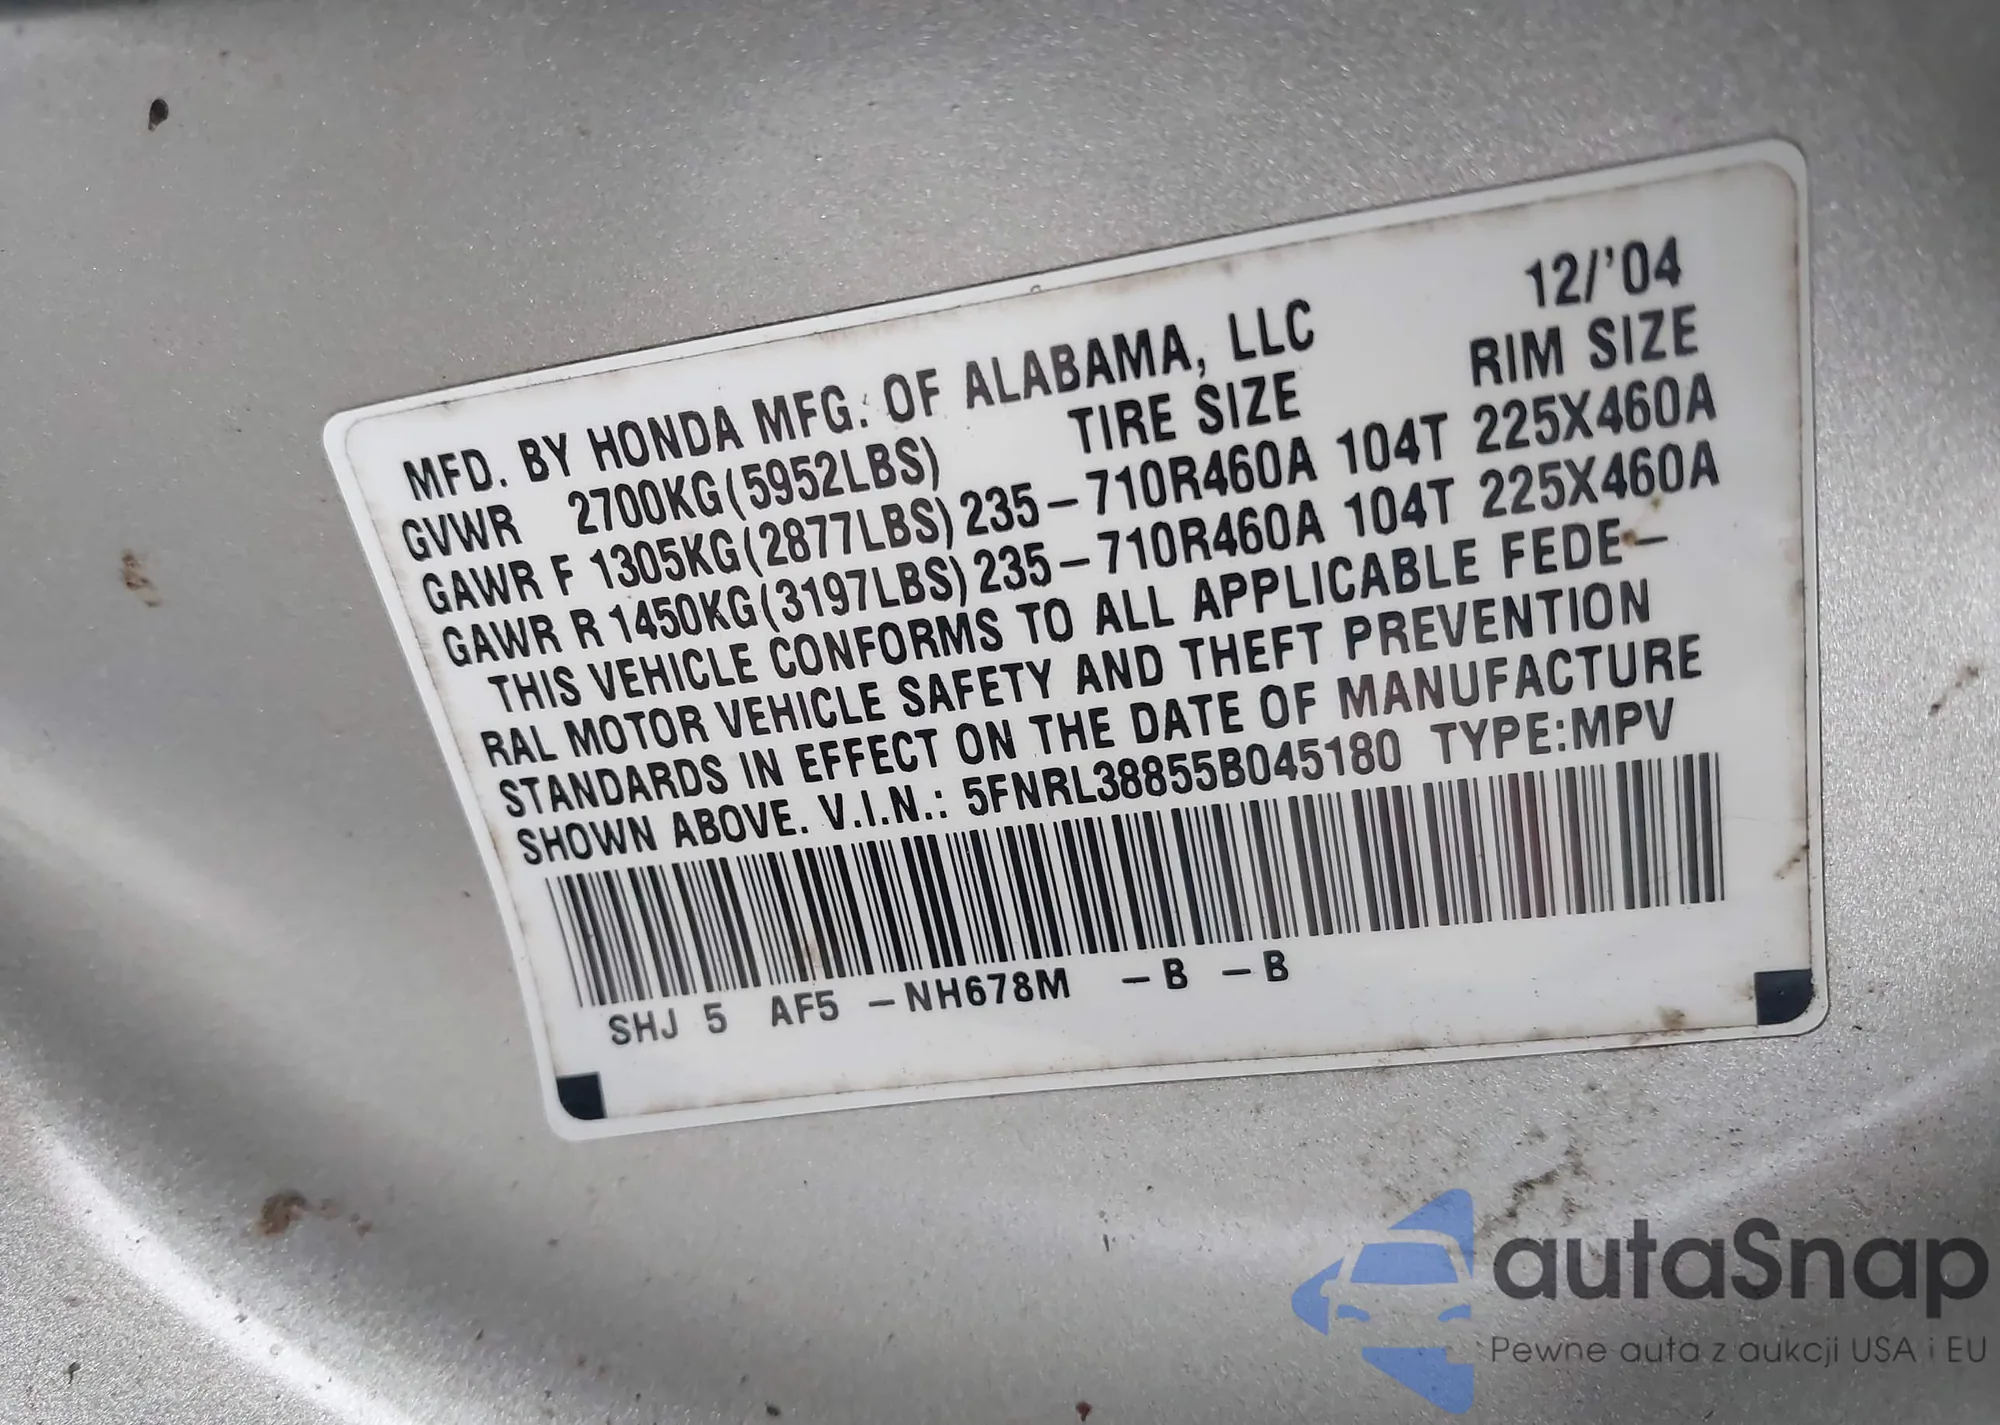 12/'04
MFD. BY HONDA MFG. OF ALABAMA, LLC
GVWR 2700KG(5952LBS) TIRE SIZE RIM SIZE
GAWR F 1305KG(2877LBS) 235-710R460A 104T 225X460A
GAWR R 1450KG(3197LBS) 235-710R460A 104T 225X460A
THIS VEHICLE CONFORMS TO ALL APPLICABLE FEDE-
RAL MOTOR VEHICLE SAFETY AND THEFT PREVENTION
STANDARDS IN EFFECT ON THE DATE OF MANUFACTURE
SHOWN ABOVE. V.I.N.: 5FNRL38855B045180 TYPE:MPV
SHJ 5 AF5 -NH678M -B -B
autaSnap
Pewne auta z aukcji USA i EU